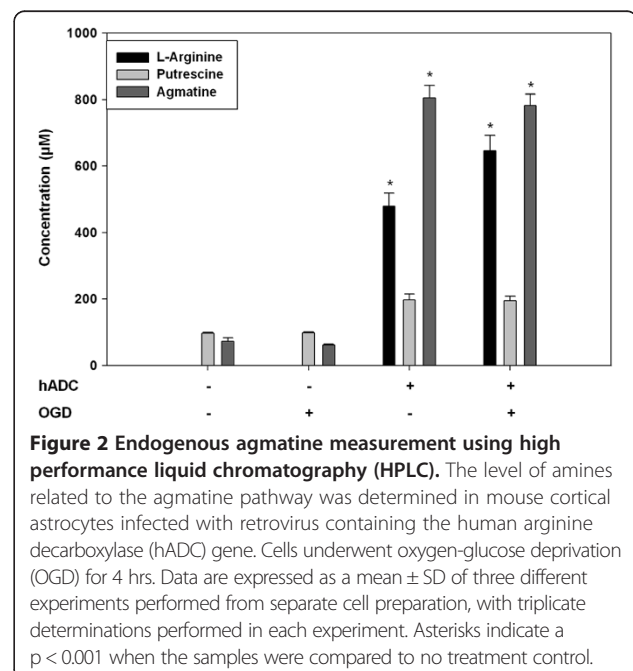 1000
800
600
400
200
0
Concentration (µM)
L-Arginine
Putrescine
Agmatine
*
*
*
*
hADC - - + +
OGD - + - +
Figure 2 Endogenous agmatine measurement using high
performance liquid chromatography (HPLC). The level of amines
related to the agmatine pathway was determined in mouse cortical
astrocytes infected with retrovirus containing the human arginine
decarboxylase (hADC) gene. Cells underwent oxygen-glucose deprivation
(OGD) for 4 hrs. Data are expressed as a mean ± SD of three different
experiments performed from separate cell preparation, with triplicate
determinations performed in each experiment. Asterisks indicate a
p < 0.001 when the samples were compared to no treatment control.